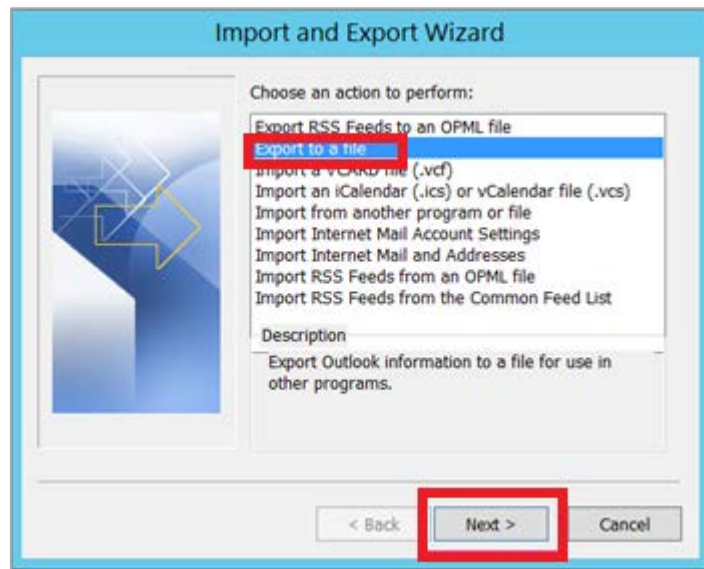 Import and Export Wizard
Choose an action to perform:
Export RSS Feeds to an OPML file
Export to a file
Import a VCARD file (.vcf)
Import an iCalendar (.ics) or vCalendar file (.vcs)
Import from another program or file
Import Internet Mail Account Settings
Import Internet Mail and Addresses
Import RSS Feeds from an OPML file
Import RSS Feeds from the Common Feed List
Description
Export Outlook information to a file for use in
other programs.
< Back Next > Cancel